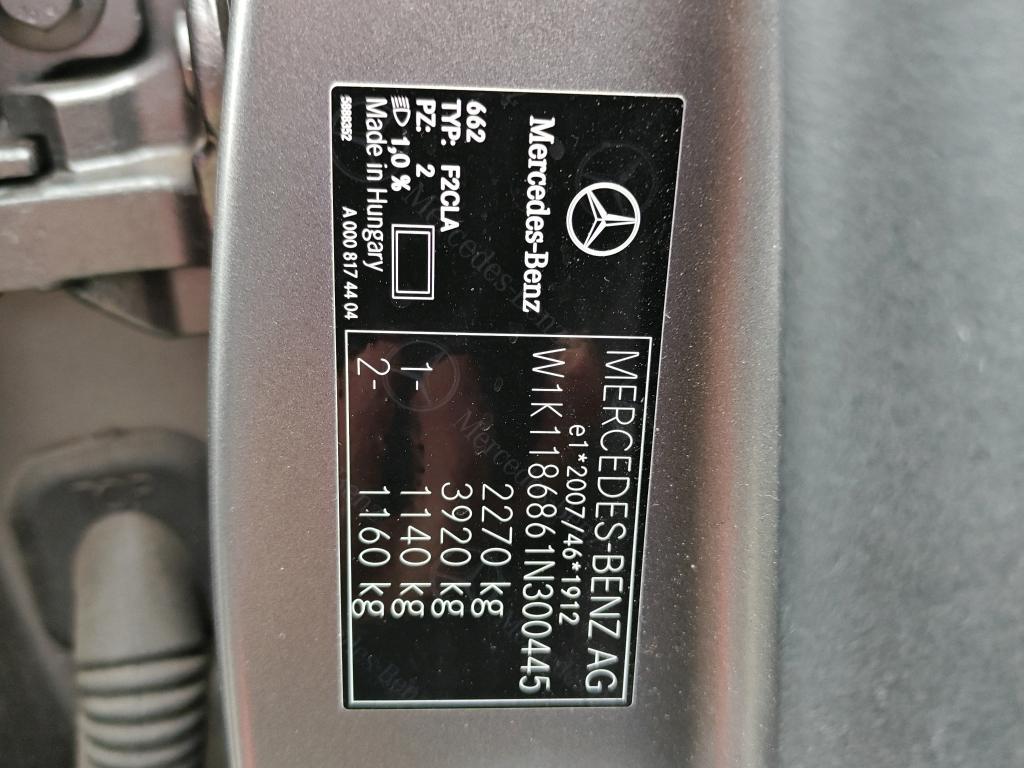 Mercedes-Benz
662
TYP: F2CLA
PZ: 2
1,0 %
Made in Hungary
5888352 A 000 817 44 04
MERCEDES-BENZ AG
e1*2007/46*1912
W1K1186861N300445
2270 kg
3920 kg
1- 1140 kg
2- 1160 kg